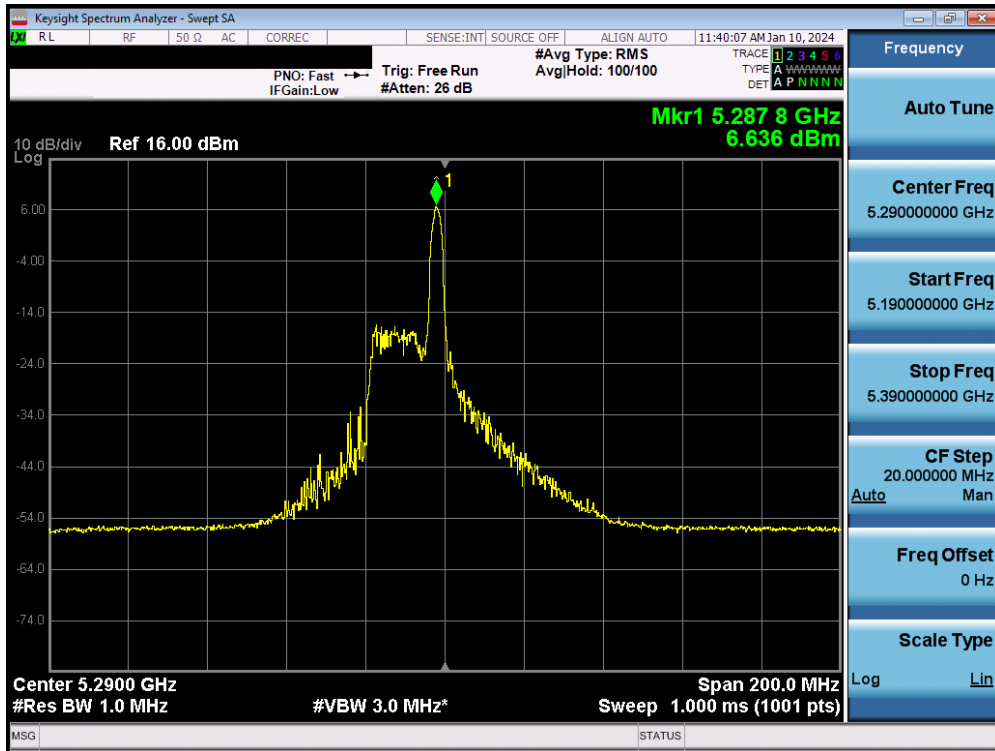 Keysight Spectrum Analyzer - Swept SA
LXI RL RF 50 Ω AC CORREC SENSE:INT SOURCE OFF ALIGN AUTO 11:40:07 AM Jan 10, 2024
PNO: Fast
IFGain:Low
Trig: Free Run
#Atten: 26 dB
#Avg Type: RMS
Avg|Hold: 100/100
TRACE 1 2 3 4 5 6
TYPE A WWWWW
DET A P N N N N
Mkr1 5.287 8 GHz
6.636 dBm
10 dB/div Ref 16.00 dBm
Log
1
6.00
-4.00
-14.0
-24.0
-34.0
-44.0
-54.0
-64.0
-74.0
Center 5.2900 GHz Span 200.0 MHz
#Res BW 1.0 MHz #VBW 3.0 MHz* Sweep 1.000 ms (1001 pts)
MSG STATUS
Frequency
Auto Tune
Center Freq
5.290000000 GHz
Start Freq
5.190000000 GHz
Stop Freq
5.390000000 GHz
CF Step
20.000000 MHz
Auto Man
Freq Offset
0 Hz
Scale Type
Log Lin